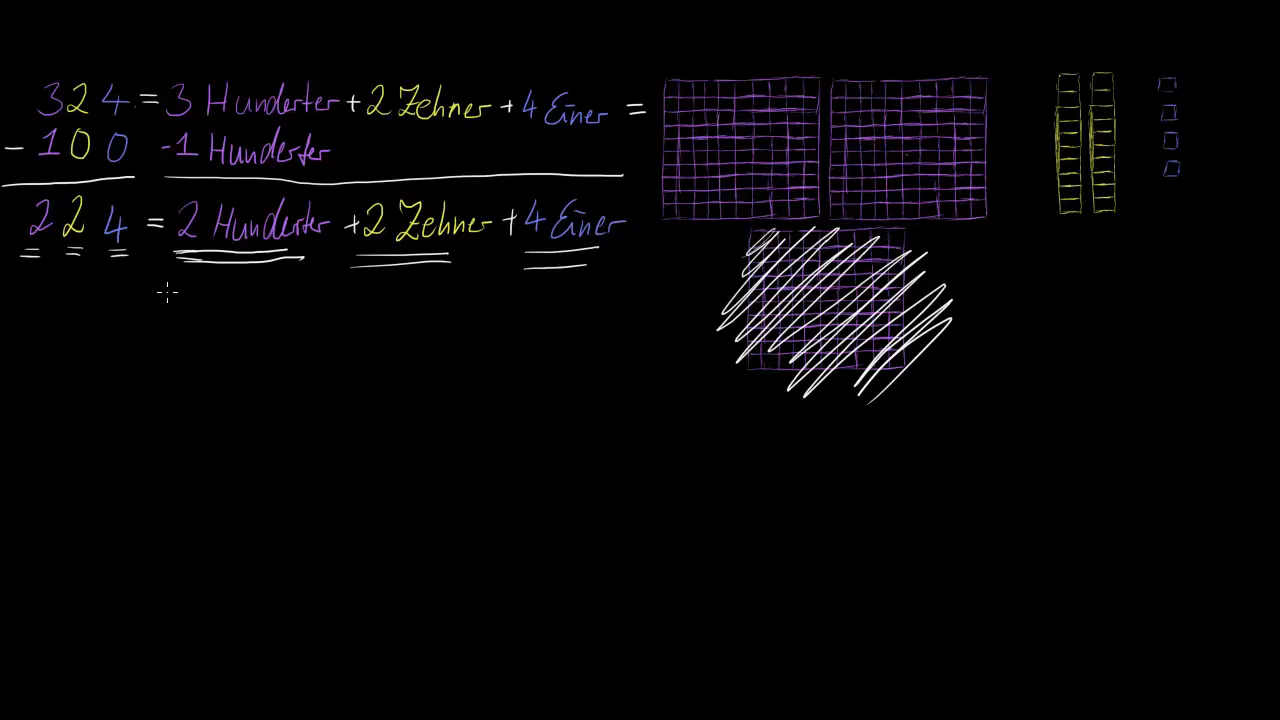 324 = 3 Hunderter + 2 Zehner + 4 Einer =
- 100 -1 Hunderter
224 = 2 Hunderter + 2 Zehner + 4 Einer